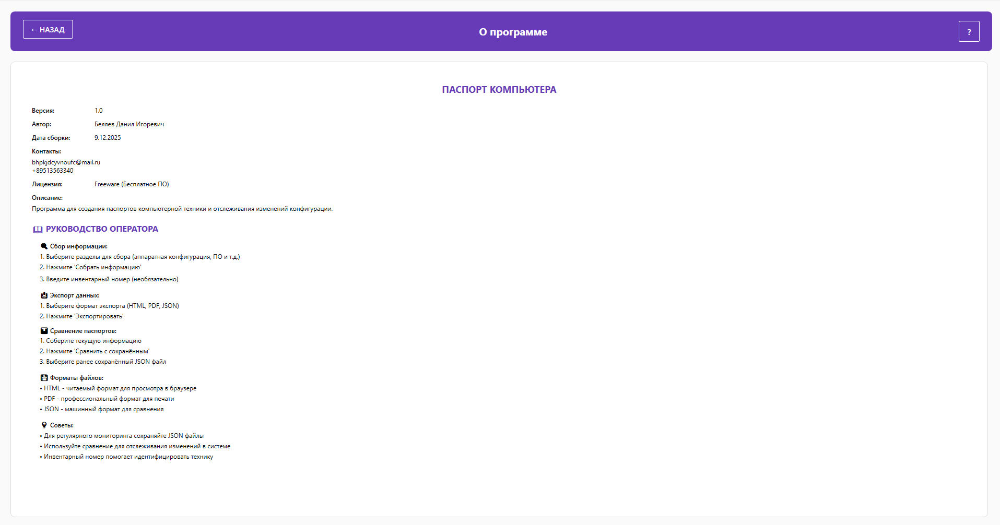 ← НАЗАД
О программе
?
ПАСПОРТ КОМПЬЮТЕРА
Версия: 1.0
Автор: Беляев Данил Игоревич
Дата сборки: 9.12.2025
Контакты:
bhpkjdcyvnoufc@mail.ru
+89513563340
Лицензия: Freeware (Бесплатное ПО)
Описание:
Программа для создания паспортов компьютерной техники и отслеживания изменений конфигурации.
РУКОВОДСТВО ОПЕРАТОРА
Сбор информации:
1. Выберите разделы для сбора (аппаратная конфигурация, ПО и т.д.)
2. Нажмите 'Собрать информацию'
3. Введите инвентарный номер (необязательно)
Экспорт данных:
1. Выберите формат экспорта (HTML, PDF, JSON)
2. Нажмите 'Экспортировать'
Сравнение паспортов:
1. Соберите текущую информацию
2. Нажмите 'Сравнить с сохранённым'
3. Выберите ранее сохранённый JSON файл
Форматы файлов:
• HTML - читаемый формат для просмотра в браузере
• PDF - профессиональный формат для печати
• JSON - машинный формат для сравнения
Советы:
• Для регулярного мониторинга сохраняйте JSON файлы
• Используйте сравнение для отслеживания изменений в системе
• Инвентарный номер помогает идентифицировать технику